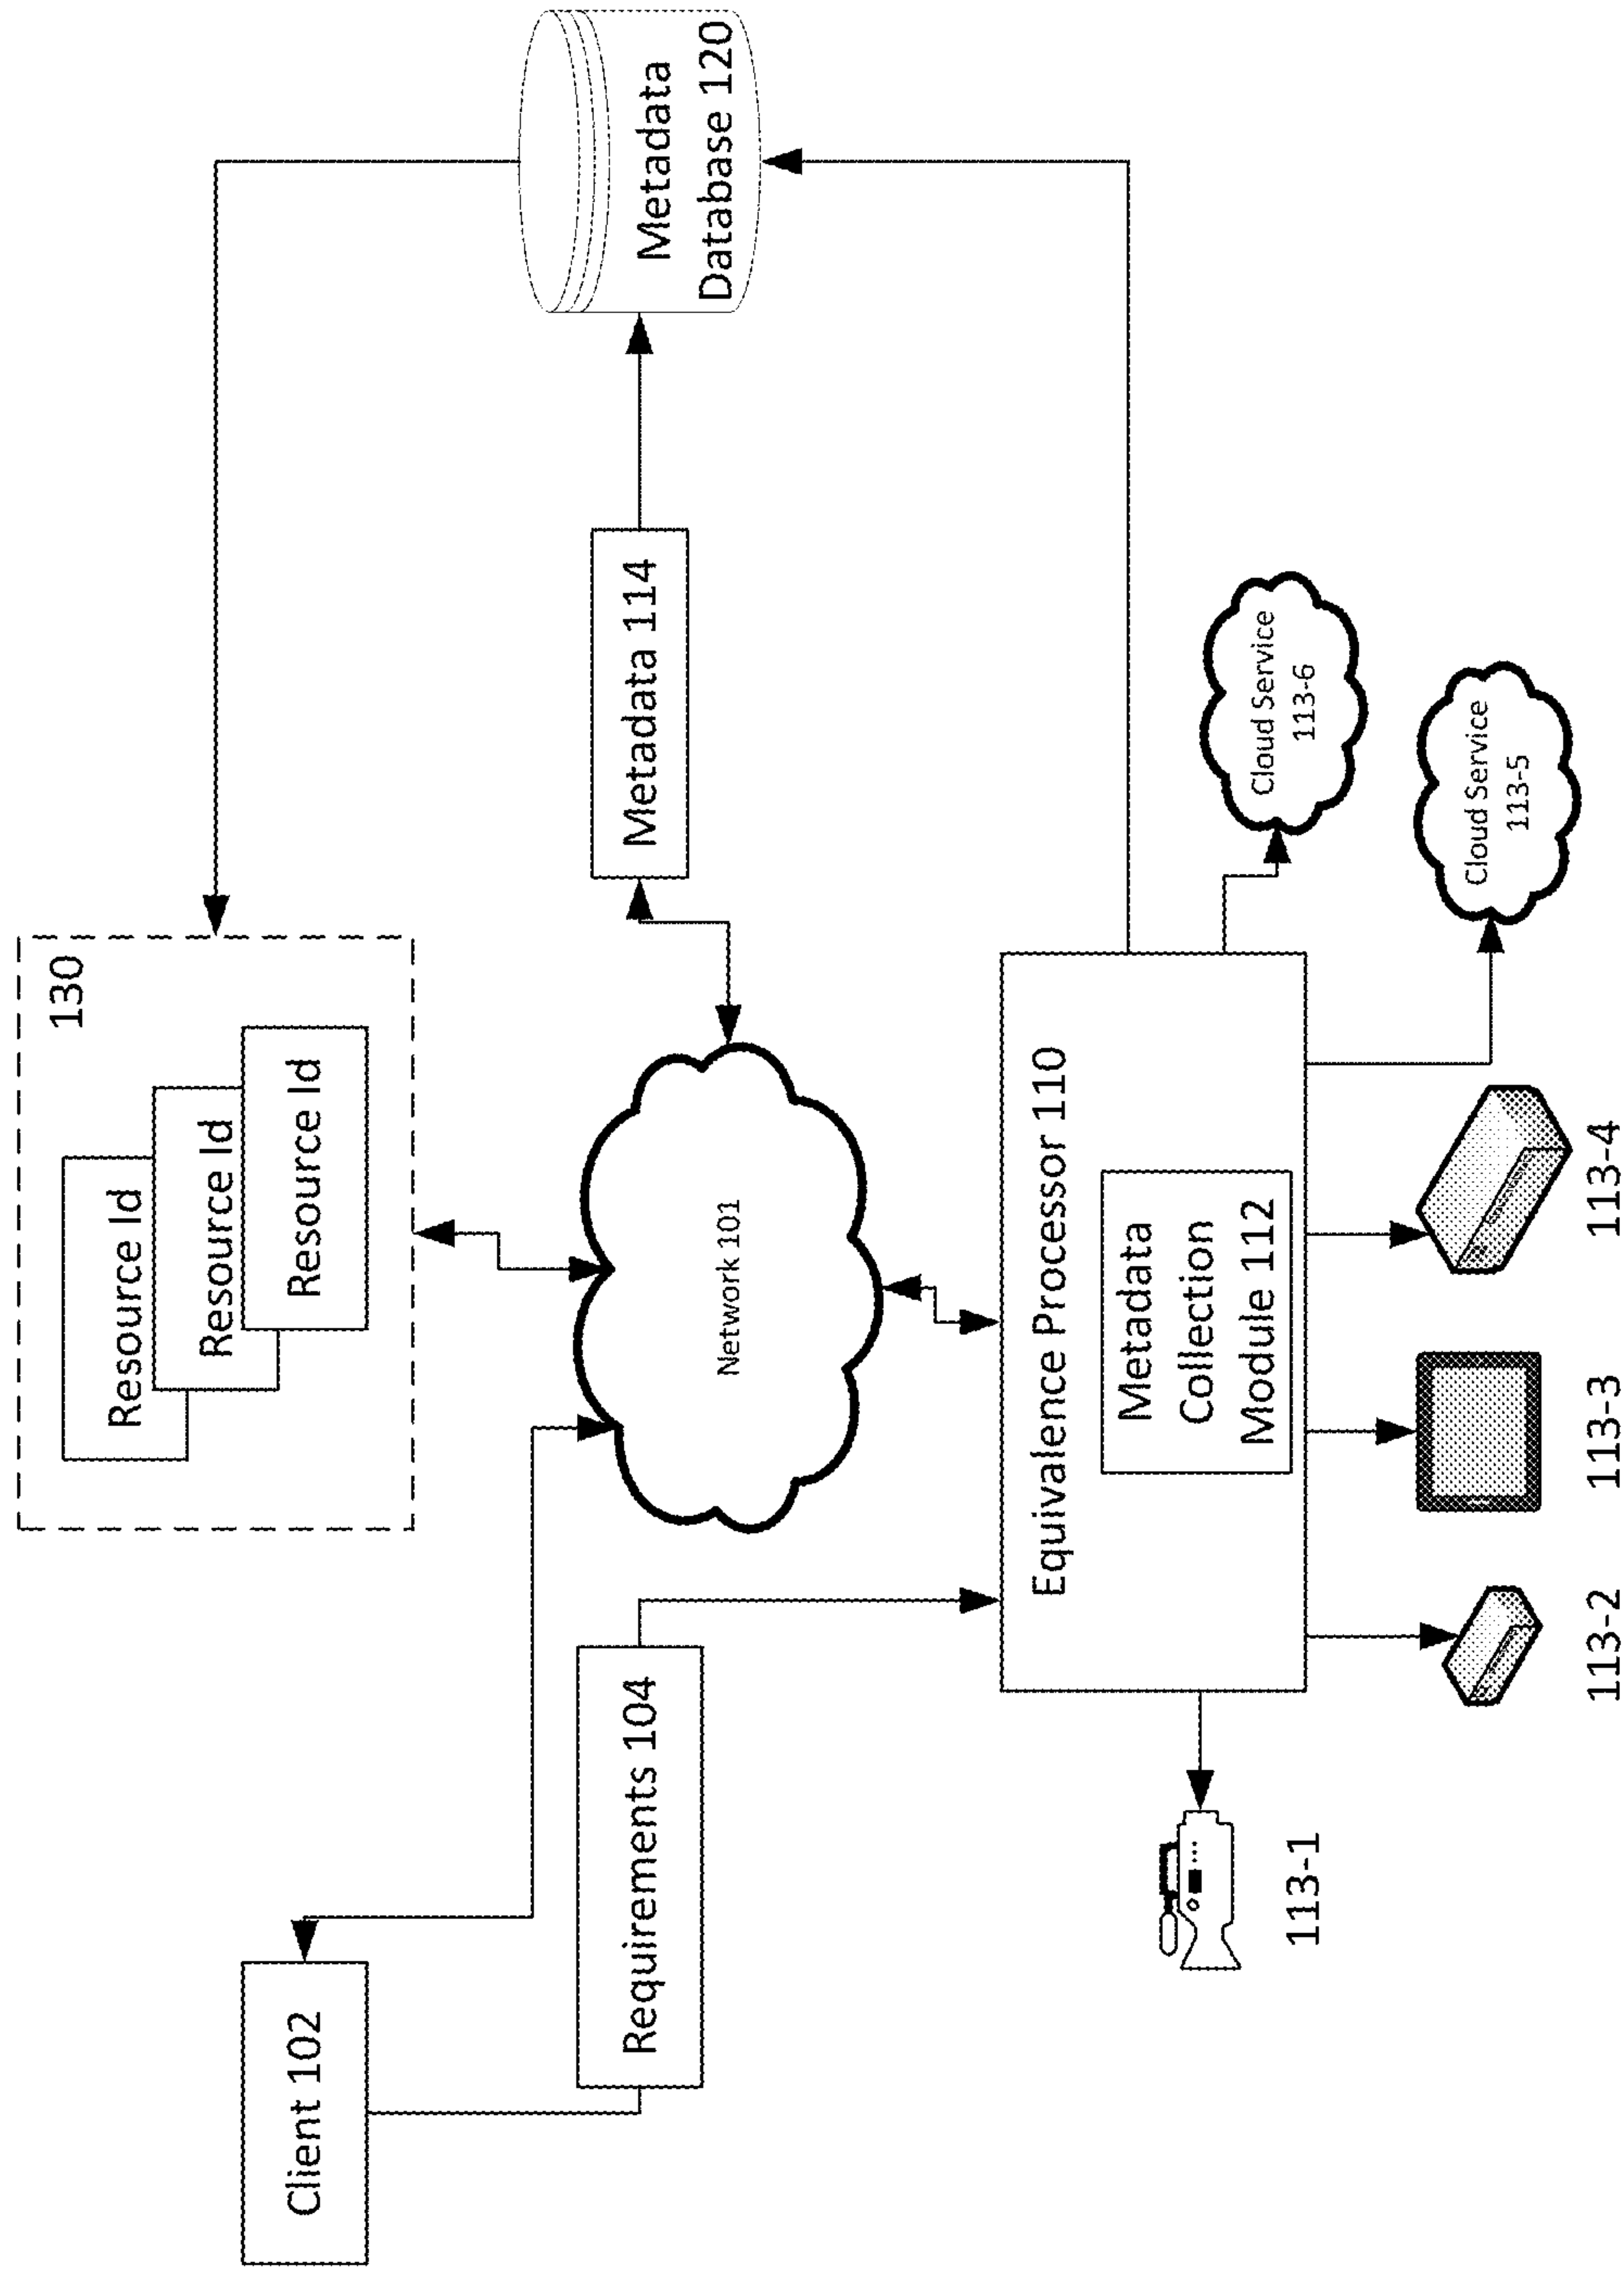 Client 102
Resource Id
Resource Id
Resource Id
130
Requirements 104
Network 101
Metadata 114
Metadata
Database 120
Equivalence Processor 110
Metadata
Collection
Module 112
Cloud Service
113-6
Cloud Service
113-5
113-1
113-2
113-3
113-4